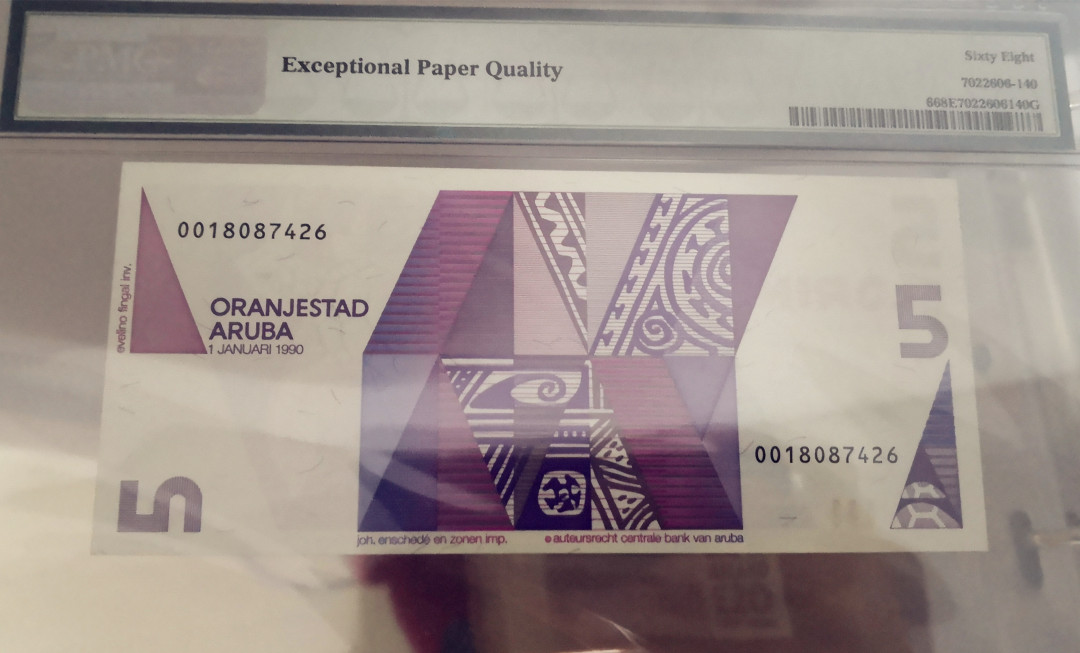 Exceptional Paper Quality
Sixty Eight
7022606-140
668E7022606140G
0018087426
evelino fingal inv.
ORANJESTAD
ARUBA
1 JANUARI 1990
5
0018087426
5
joh. enschedé en zonen imp.
auteursrecht centrale bank van aruba